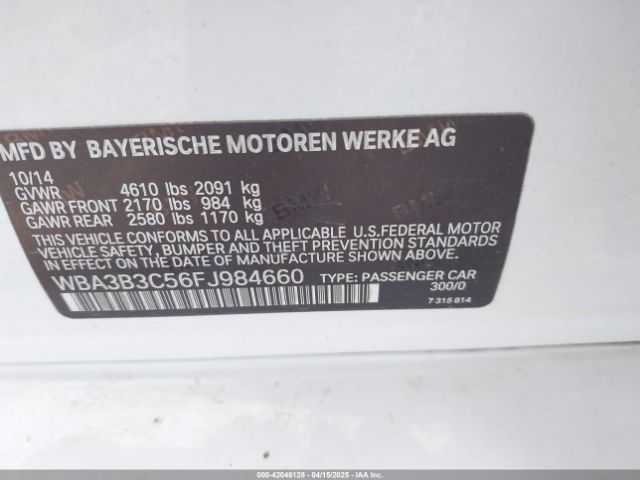 MFD BY BAYERISCHE MOTOREN WERKE AG
10/14
GVWR 4610 lbs 2091 kg
GAWR FRONT 2170 lbs 984 kg
GAWR REAR 2580 lbs 1170 kg
THIS VEHICLE CONFORMS TO ALL APPLICABLE U.S.FEDERAL MOTOR
VEHICLE SAFETY, BUMPER AND THEFT PREVENTION STANDARDS
IN EFFECT ON THE DATE OF MANUFACTURE SHOWN ABOVE.
WBA3B3C56FJ984660 TYPE: PASSENGER CAR
300/0
7 315 814
000-42046128 - 04/15/2025 - IAA Corp.